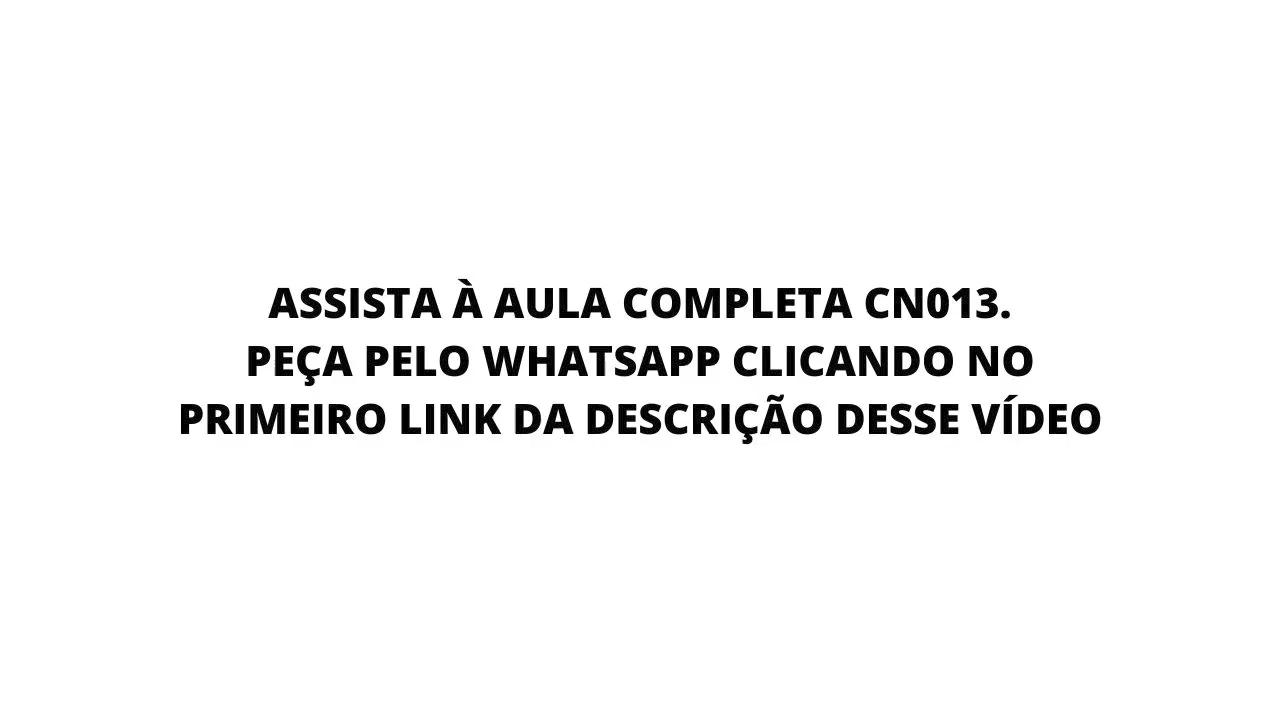 ASSISTA À AULA COMPLETA CN013.
PEÇA PELO WHATSAPP CLICANDO NO
PRIMEIRO LINK DA DESCRIÇÃO DESSE VÍDEO